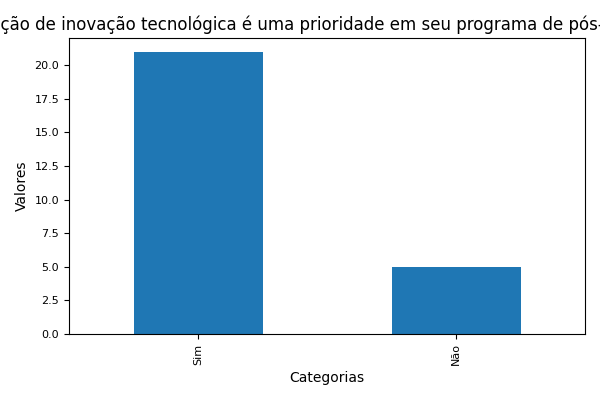 ção de inovação tecnológica é uma prioridade em seu programa de pós-
20.0
17.5
15.0
12.5
10.0
7.5
5.0
2.5
0.0
Valores
Sim
Não
Categorias